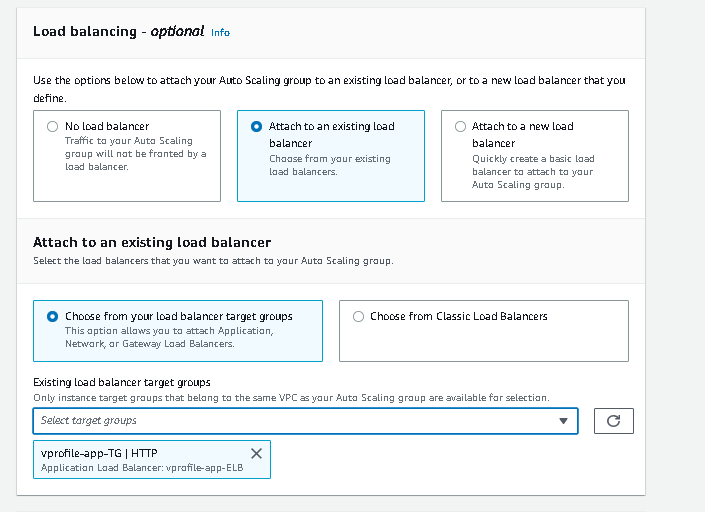 Load balancing - optional Info
Use the options below to attach your Auto Scaling group to an existing load balancer, or to a new load balancer that you
define.
No load balancer
Traffic to your Auto Scaling
group will not be fronted by a
load balancer.
Attach to an existing load
balancer
Choose from your existing
load balancers.
Attach to a new load
balancer
Quickly create a basic load
balancer to attach to your
Auto Scaling group.
Attach to an existing load balancer
Select the load balancers that you want to attach to your Auto Scaling group.
Choose from your load balancer target groups
This option allows you to attach Application,
Network, or Gateway Load Balancers.
Choose from Classic Load Balancers
Existing load balancer target groups
Only instance target groups that belong to the same VPC as your Auto Scaling group are available for selection.
Select target groups
vprofile-app-TG | HTTP
Application Load Balancer: vprofile-app-ELB